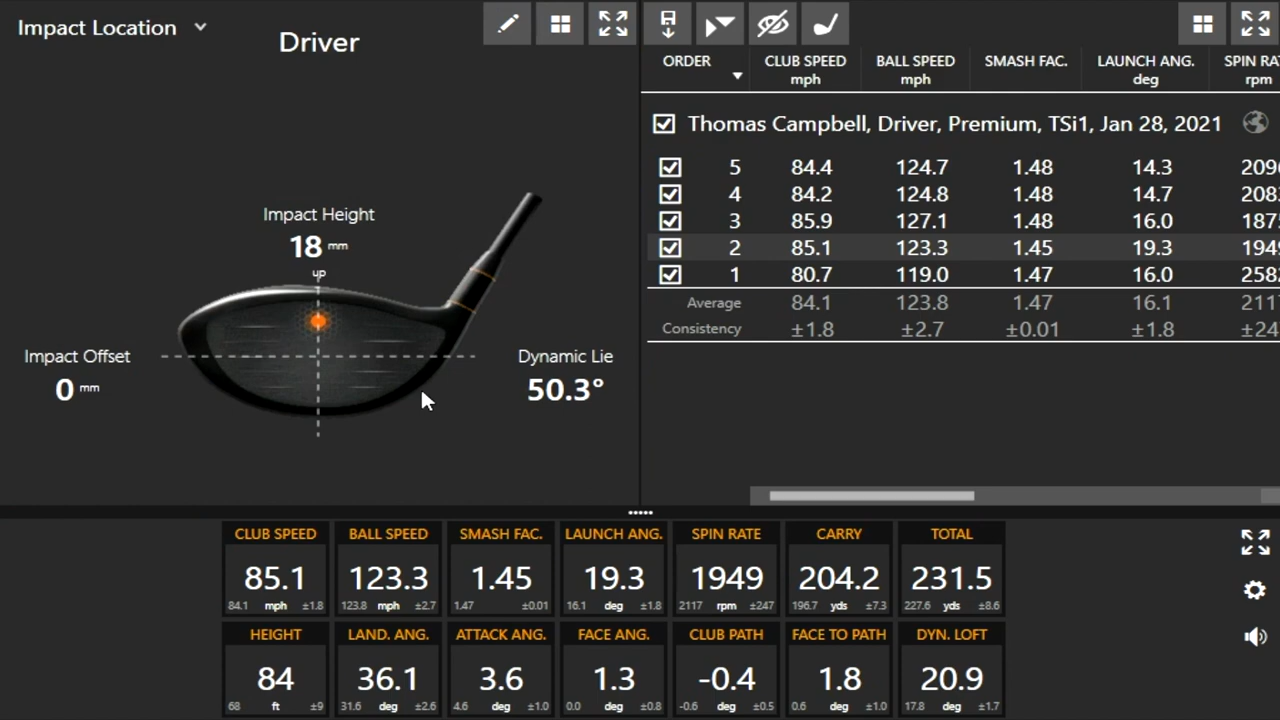 Impact Location
Driver
Impact Height
18 mm
up
Impact Offset
0 mm
Dynamic Lie
50.3°
ORDER CLUB SPEED BALL SPEED SMASH FAC. LAUNCH ANG. SPIN RA
mph mph deg rpm
Thomas Campbell, Driver, Premium, TSi1, Jan 28, 2021
5 84.4 124.7 1.48 14.3 209
4 84.2 124.8 1.48 14.7 208
3 85.9 127.1 1.48 16.0 187
2 85.1 123.3 1.45 19.3 1949
1 80.7 119.0 1.47 16.0 258
Average 84.1 123.8 1.47 16.1 211
Consistency ±1.8 ±2.7 ±0.01 ±1.8 ±24
CLUB SPEED BALL SPEED SMASH FAC. LAUNCH ANG. SPIN RATE CARRY TOTAL
85.1 123.3 1.45 19.3 1949 204.2 231.5
84.1 mph ±1.8 123.8 mph ±2.7 1.47 ±0.01 16.1 deg ±1.8 2117 rpm ±247 196.7 yds ±7.3 227.6 yds ±8.6
HEIGHT LAND. ANG. ATTACK ANG. FACE ANG. CLUB PATH FACE TO PATH DYN. LOFT
84 36.1 3.6 1.3 -0.4 1.8 20.9
68 ft ±9 31.6 deg ±2.6 4.6 deg ±1.0 0.0 deg ±0.8 -0.6 deg ±0.5 0.6 deg ±1.0 17.8 deg ±1.7